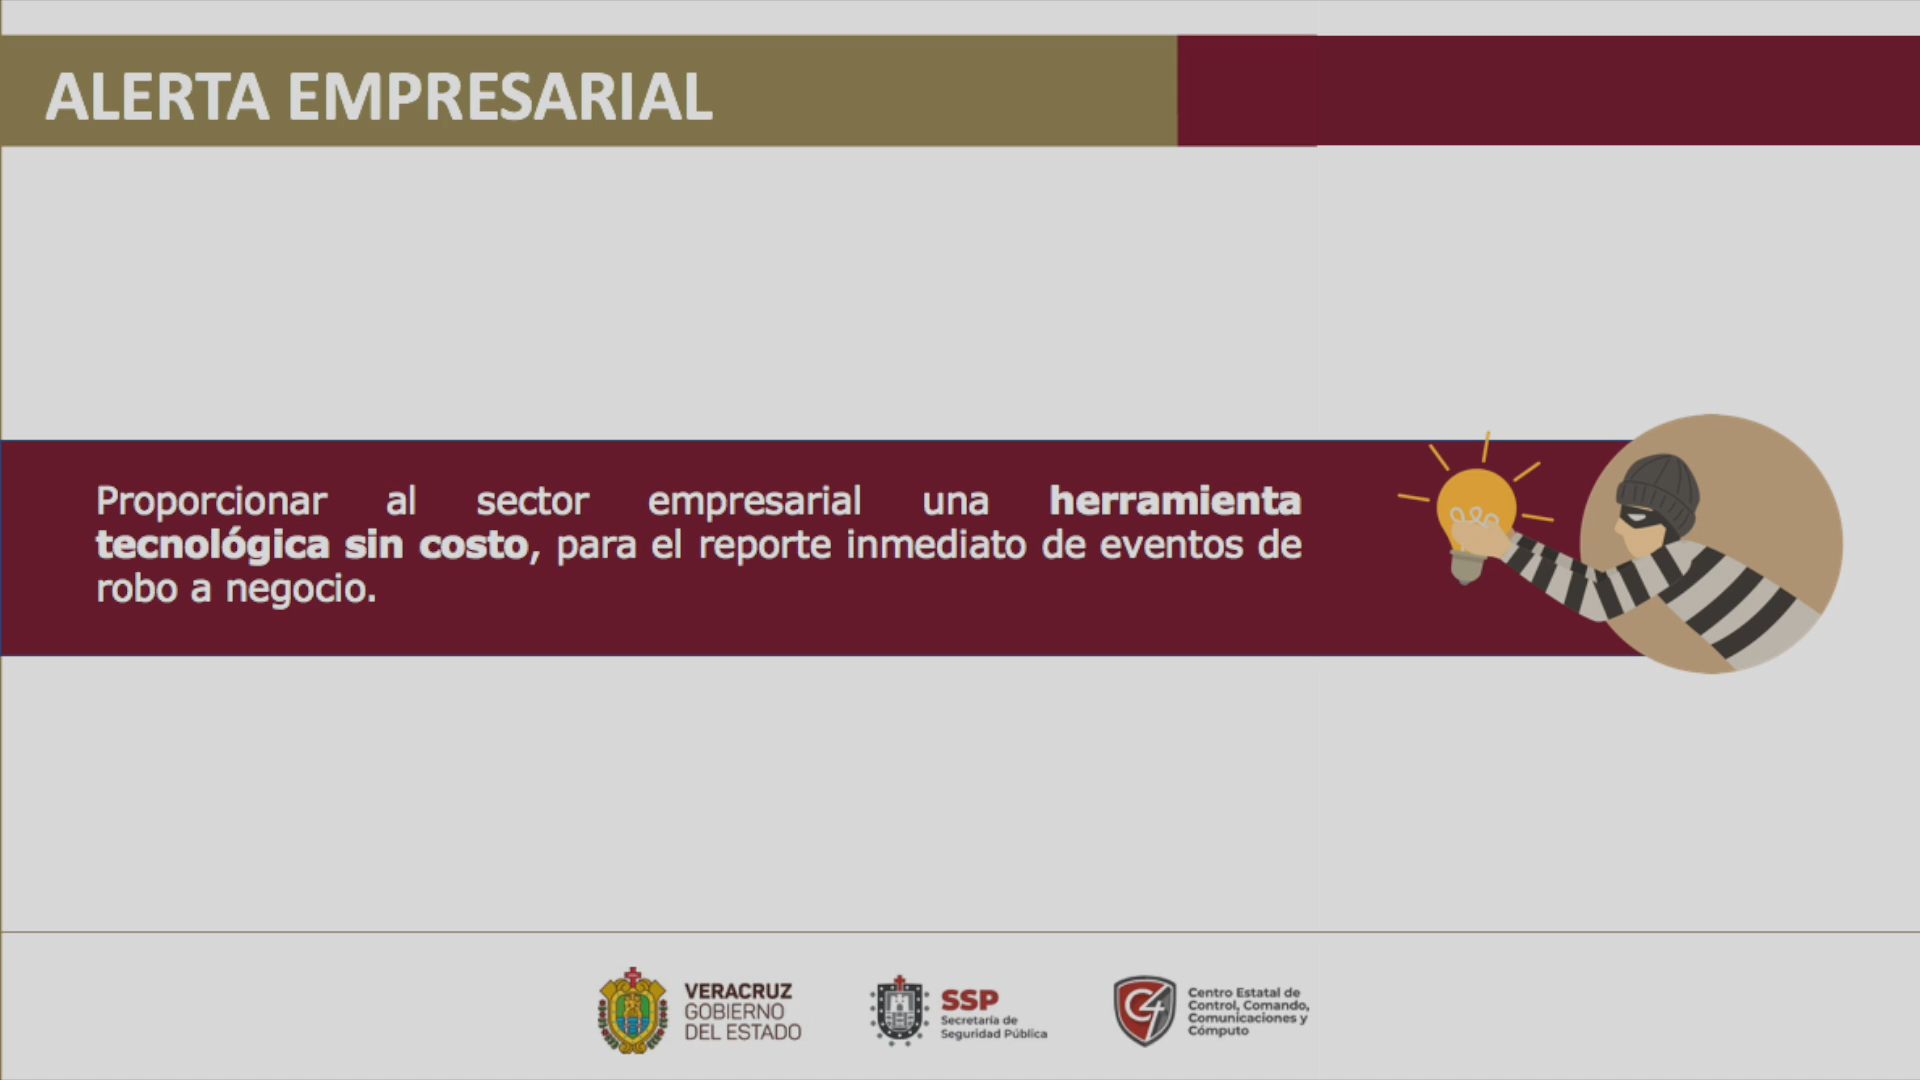 ALERTA EMPRESARIAL
Proporcionar al sector empresarial una herramienta
tecnológica sin costo, para el reporte inmediato de eventos de
robo a negocio.
VERACRUZ
GOBIERNO
DEL ESTADO
SSP
Secretaría de
Seguridad Pública
C4
Centro Estatal de
Control, Comando,
Comunicaciones y
Cómputo